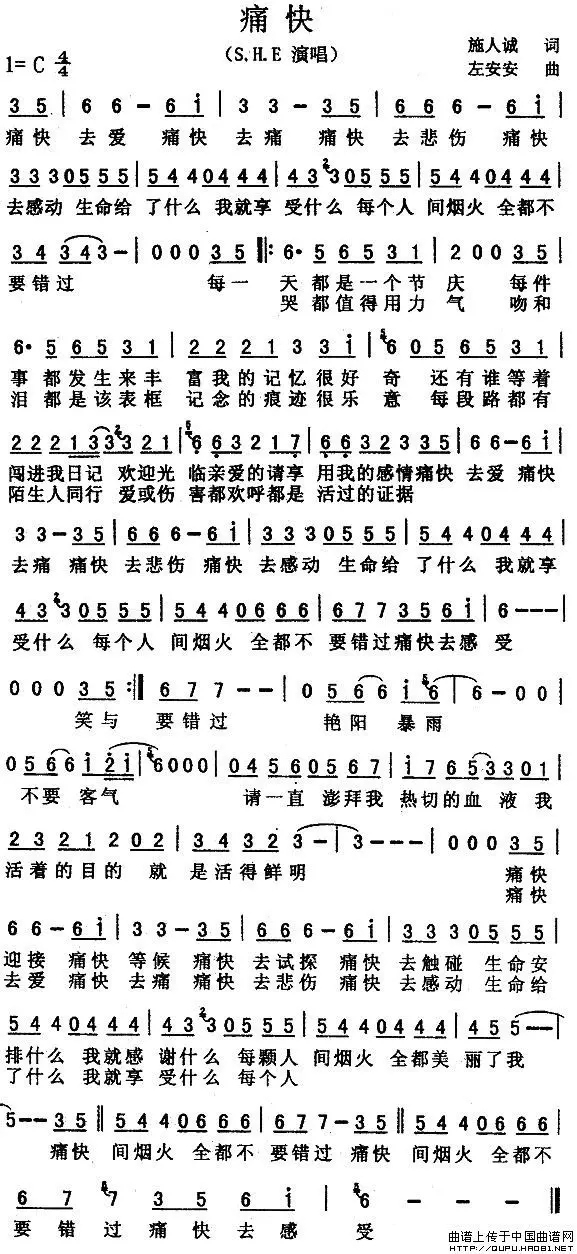 痛快
(S.H.E 演唱)
施人诚 词
1=C 4/4
左安安 曲
3 5 | 6 6 - 6 i | 3 3 - 3 5 | 6 6 6 - 6 i |
痛快 去爱 痛快 去痛 痛快 去悲伤 痛快
3 3 3 0 5 5 5 | 5 4 4 0 4 4 4 | 4 3 2 3 0 5 5 5 | 5 4 4 0 4 4 4 |
去感动 生命给 了什么 我就享 受什么 每个人 间烟火 全都不
3 4 3 4 3 - | 0 0 0 3 5 |: 6· 5 6 5 3 1 | 2 0 0 3 5 |
要错过 每一 天都是一个节 庆 每件
哭都值得用力 气 吻和
6· 5 6 5 3 1 | 2 2 2 1 3 3 i | 5 6 0 5 6 5 3 1 |
事都发生来丰 富我的记忆很好 奇 还有谁等着
泪都是该表框 记念的痕迹很乐 意 每段路都有
2 2 2 1 3 3 2 3 2 1 | 5 6 6 3 2 1 7 | 6 6 3 2 3 3 5 | 6 6 - 6 i |
闯进我日记 欢迎光 临亲爱的请享 用我的感情痛快 去爱 痛快
陌生人同行 爱或伤 害都欢呼都是 活过的证据
3 3 - 3 5 | 6 6 6 - 6 i | 3 3 3 0 5 5 5 | 5 4 4 0 4 4 4 |
去痛 痛快 去悲伤 痛快 去感动 生命给 了什么 我就享
4 3 2 3 0 5 5 5 | 5 4 4 0 6 6 6 | 6 7 7 3 5 6 i | 6 - - - |
受什么 每个人 间烟火 全都不 要错过痛快去感 受
0 0 0 3 5 :| 6 7 7 - - | 0 5 6 6 i 5 6 | 6 - 0 0 |
笑与 要错过 艳阳 暴雨
0 5 6 6 i 2 i | 5 6 0 0 0 | 0 4 5 6 0 5 6 7 | i 7 6 5 3 3 0 1 |
不要 客气 请一直 澎拜我 热切的血 液 我
2 3 2 1 2 0 2 | 3 4 3 2 3 - | 3 - - - | 0 0 0 3 5 |
活着的目的 就 是活得鲜明 痛快
痛快
6 6 - 6 i | 3 3 - 3 5 | 6 6 6 - 6 i | 3 3 3 0 5 5 5 |
迎接 痛快 等候 痛快 去试探 痛快 去触碰 生命安
去爱 痛快 去痛 痛快 去悲伤 痛快 去感动 生命给
5 4 4 0 4 4 4 | 4 3 2 3 0 5 5 5 | 5 4 4 0 4 4 4 | 4 5 5 - - |
排什么 我就感 谢什么 每颗人 间烟火 全都美 丽了我
了什么 我就享 受什么 每个人
5 - - 3 5 || 5 4 4 0 6 6 6 | 6 7 7 - 3 5 || 5 4 4 0 6 6 6 |
痛快 间烟火 全都不 要错过 痛快 间烟火 全都不
6 7 5 7 3 5 6 i | 5 6 - - - ||
要错过痛快去感 受
曲谱上传于中国曲谱网
HTTP://QUPU.HAO81.NET